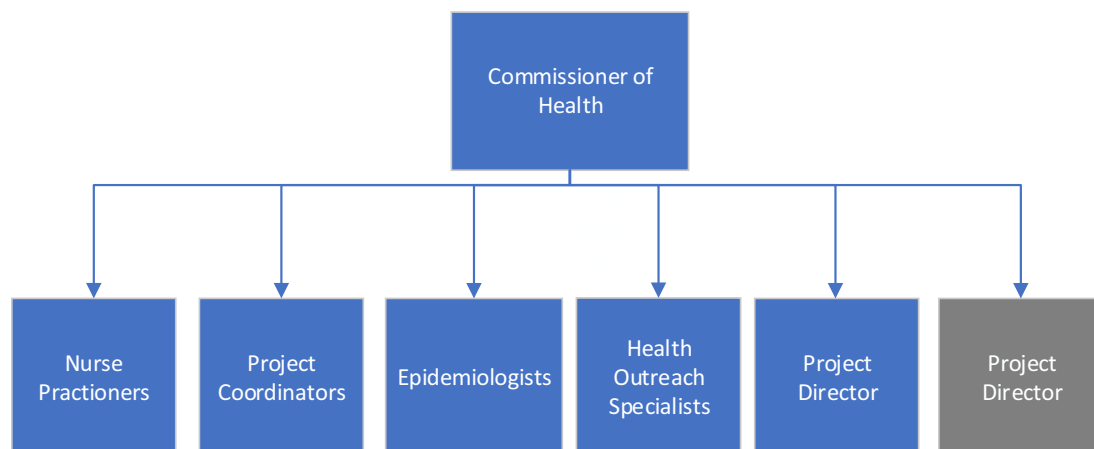 Commissioner of
Health
Nurse
Practioners
Project
Coordinators
Epidemiologists
Health
Outreach
Specialists
Project
Director
Project
Director